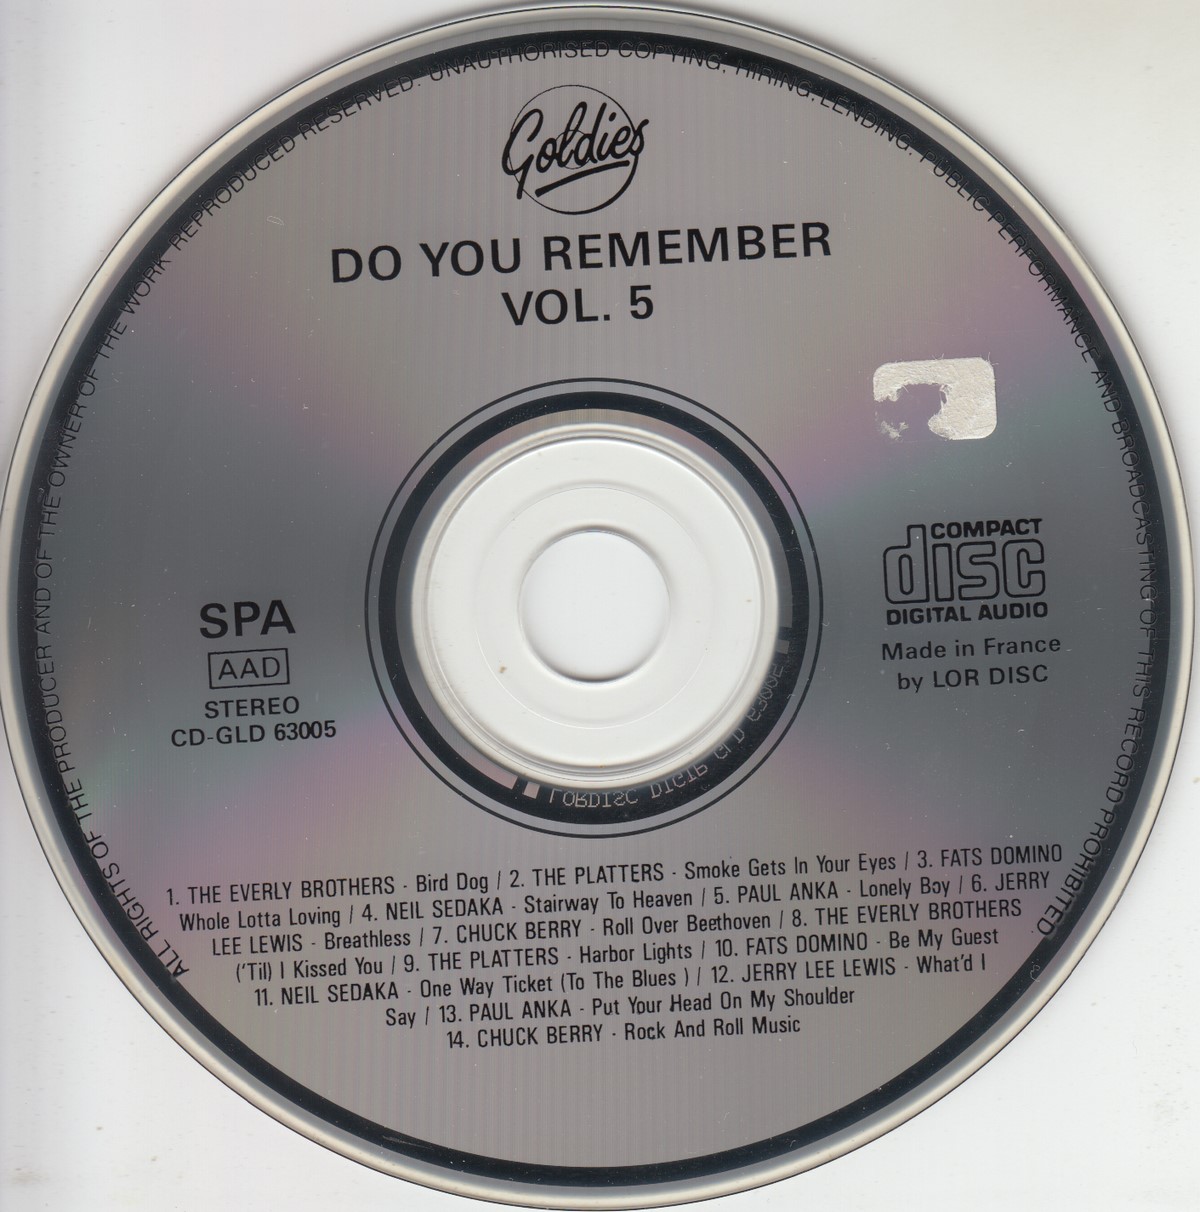 ALL RIGHTS OF THE PRODUCER AND OF THE OWNER OF THE WORK REPRODUCED RESERVED. UNAUTHORISED COPYING, HIRING, LENDING, PUBLIC PERFORMANCE AND BROADCASTING OF THIS RECORD PROHIBITED
Goldies
DO YOU REMEMBER
VOL. 5
COMPACT
disc
DIGITAL AUDIO
Made in France
by LOR DISC
SPA
AAD
STEREO
CD-GLD 63005
LORDISC DIGIP GLD 63005
1. THE EVERLY BROTHERS - Bird Dog / 2. THE PLATTERS - Smoke Gets In Your Eyes / 3. FATS DOMINO
Whole Lotta Loving / 4. NEIL SEDAKA - Stairway To Heaven / 5. PAUL ANKA - Lonely Boy / 6. JERRY
LEE LEWIS - Breathless / 7. CHUCK BERRY - Roll Over Beethoven / 8. THE EVERLY BROTHERS
('Til) I Kissed You / 9. THE PLATTERS - Harbor Lights / 10. FATS DOMINO - Be My Guest
11. NEIL SEDAKA - One Way Ticket (To The Blues ) / 12. JERRY LEE LEWIS - What'd I
Say / 13. PAUL ANKA - Put Your Head On My Shoulder
14. CHUCK BERRY - Rock And Roll Music